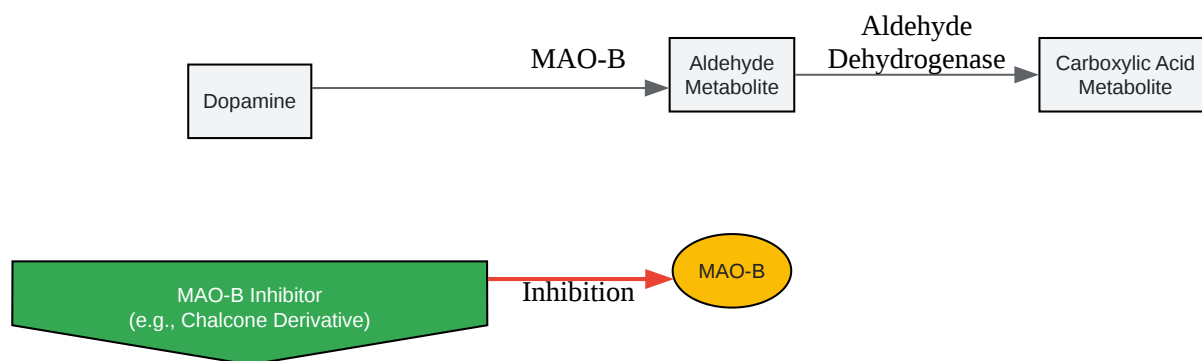 Dopamine
MAO-B
Aldehyde
Metabolite
Aldehyde
Dehydrogenase
Carboxylic Acid
Metabolite
MAO-B Inhibitor
(e.g., Chalcone Derivative)
Inhibition
MAO-B